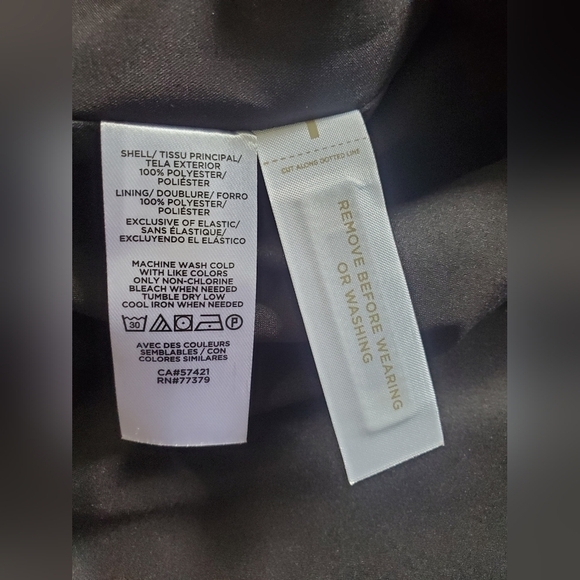 SHELL/ TISSU PRINCIPAL/
TELA EXTERIOR
100% POLYESTER/
POLIÉSTER
LINING/ DOUBLURE/ FORRO
100% POLYESTER/
POLIÉSTER
EXCLUSIVE OF ELASTIC/
SANS ÉLASTIQUE/
EXCLUYENDO EL ELÁSTICO
MACHINE WASH COLD
WITH LIKE COLORS
ONLY NON-CHLORINE
BLEACH WHEN NEEDED
TUMBLE DRY LOW
COOL IRON WHEN NEEDED
30 P
AVEC DES COULEURS
SEMBLABLES / CON
COLORES SIMILARES
CA#57421
RN#77379
CUT ALONG DOTTED LINE
REMOVE BEFORE WEARING
OR WASHING